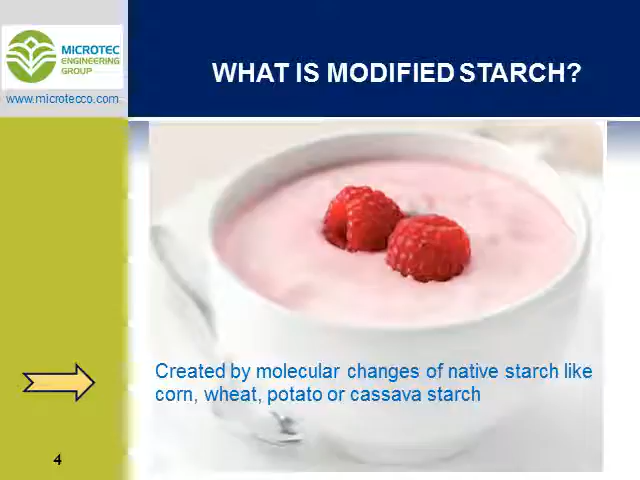 MICROTEC
ENGINEERING
GROUP
www.microtecco.com
WHAT IS MODIFIED STARCH?
Created by molecular changes of native starch like
corn, wheat, potato or cassava starch
4